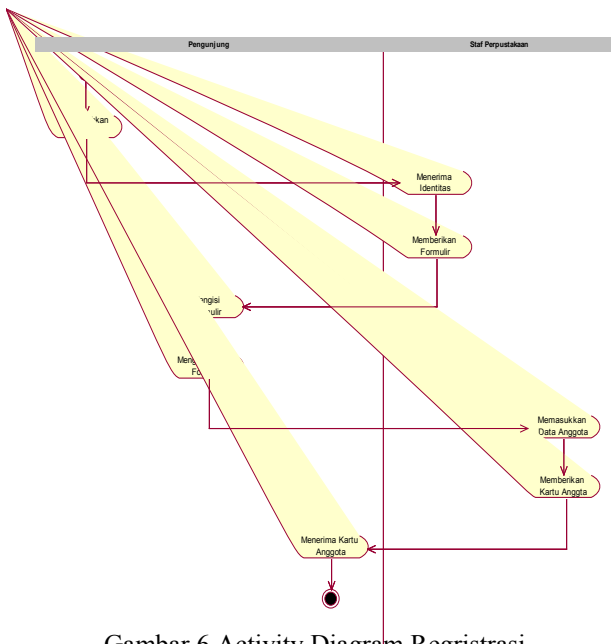 Pengunjung
Staf Perpustakaan
Menerima
Identitas
Memberikan
Formulir
Memasukkan
Data Anggota
Memberikan
Kartu Anggta
Menerima Kartu
Anggota
Gambar 6 Activity Diagram Regristrasi